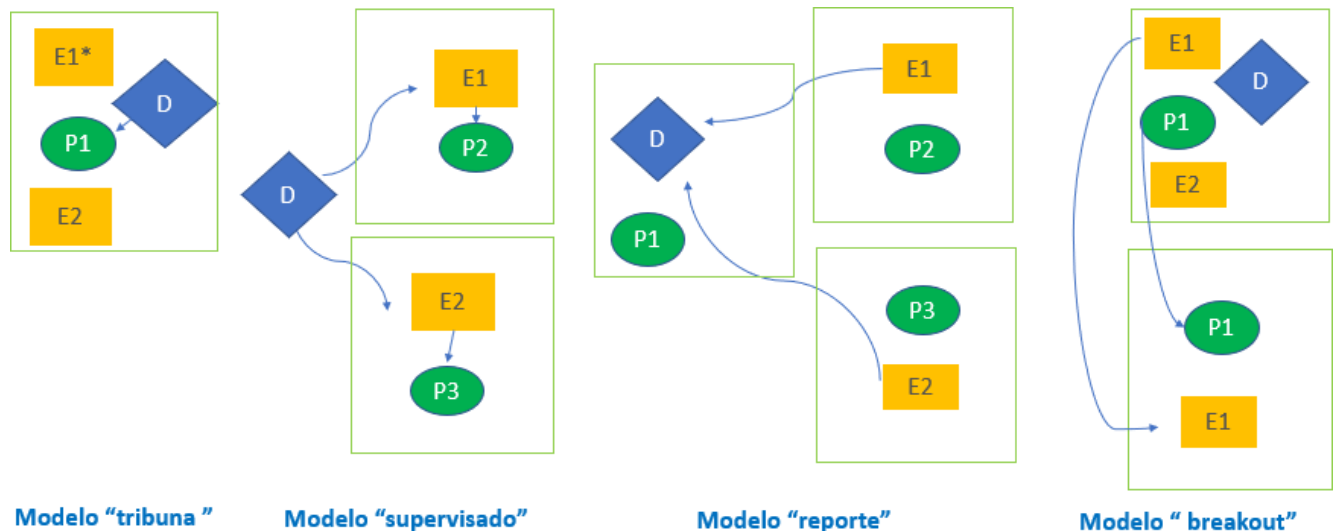 E1*
D
P1
E2
Modelo “tribuna ”
E1
P2
D
E2
P3
Modelo “supervisado”
E1
D
P2
P1
P3
E2
Modelo “reporte”
E1
D
P1
E2
P1
E1
Modelo “ breakout”